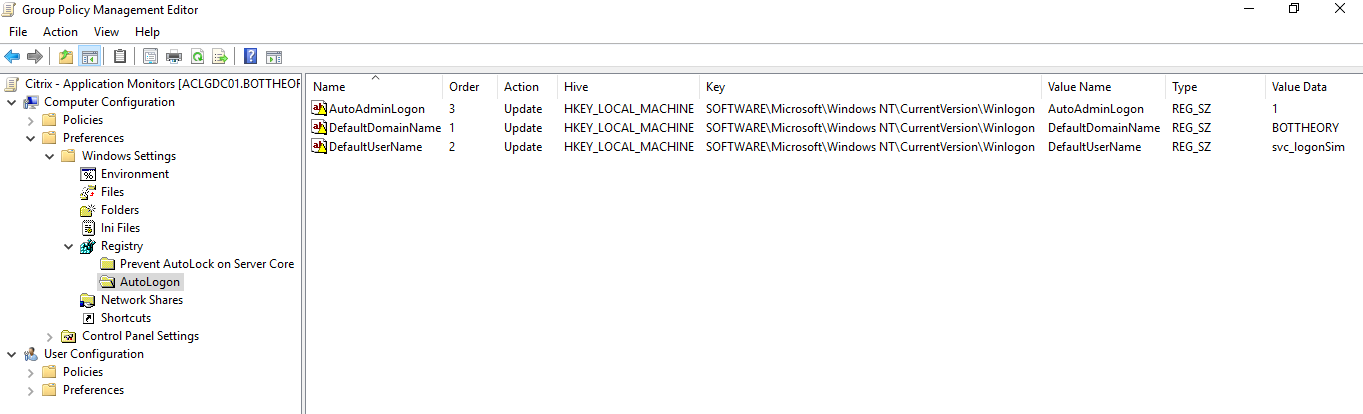 Group Policy Management Editor
File Action View Help
Citrix - Application Monitors [ACLGDC01.BOTTHEOF
Computer Configuration
Policies
Preferences
Windows Settings
Environment
Files
Folders
Ini Files
Registry
Prevent AutoLock on Server Core
AutoLogon
Network Shares
Shortcuts
Control Panel Settings
User Configuration
Policies
Preferences
Name Order Action Hive Key Value Name Type Value Data
AutoAdminLogon 3 Update HKEY_LOCAL_MACHINE SOFTWARE\Microsoft\Windows NT\CurrentVersion\Winlogon AutoAdminLogon REG_SZ 1
DefaultDomainName 1 Update HKEY_LOCAL_MACHINE SOFTWARE\Microsoft\Windows NT\CurrentVersion\Winlogon DefaultDomainName REG_SZ BOTTHEORY
DefaultUserName 2 Update HKEY_LOCAL_MACHINE SOFTWARE\Microsoft\Windows NT\CurrentVersion\Winlogon DefaultUserName REG_SZ svc_logonSim